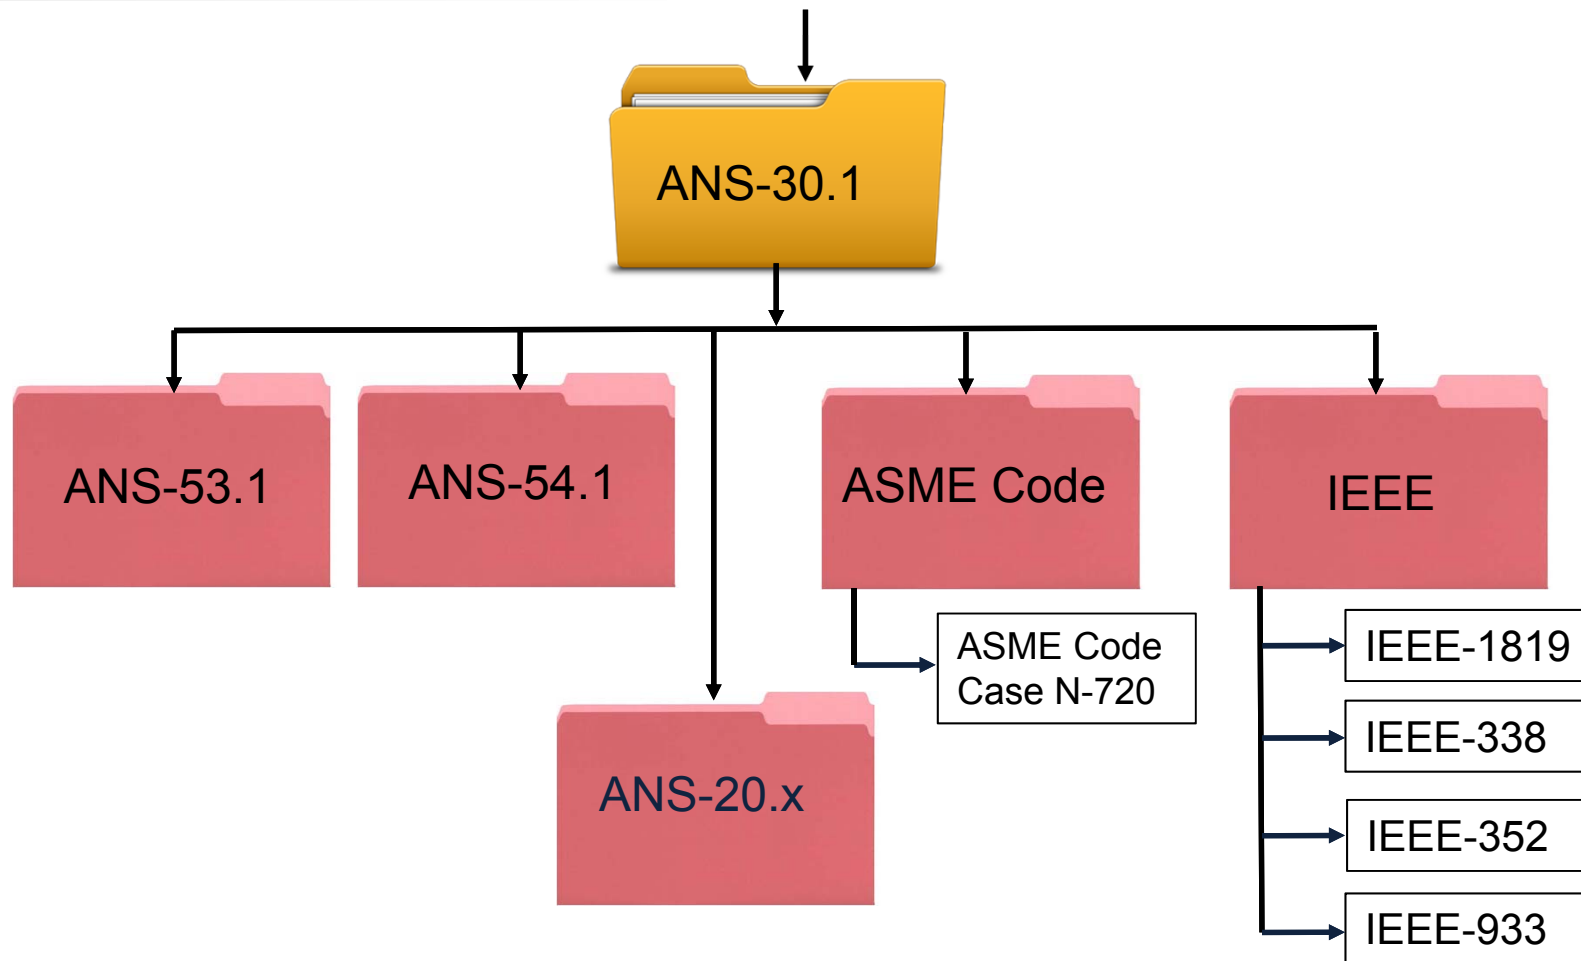 ANS-30.1
ANS-53.1
ANS-54.1
ASME Code
IEEE
ASME Code
Case N-720
IEEE-1819
IEEE-338
ANS-20.x
IEEE-352
IEEE-933